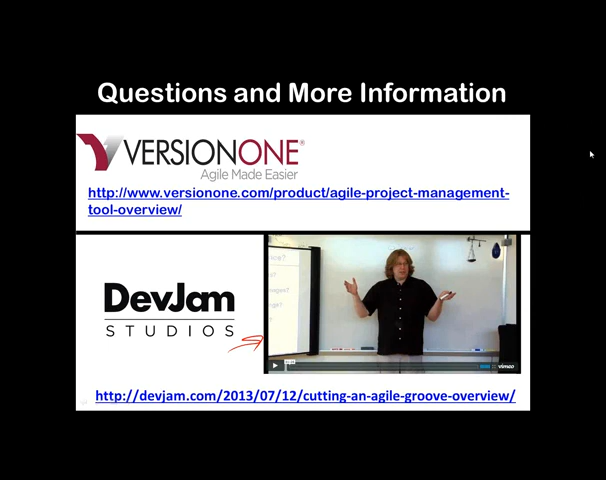 Questions and More Information
VERSIONONE®
Agile Made Easier
http://www.versionone.com/product/agile-project-management-
tool-overview/
DevJam
STUDIOS
vimeo
http://devjam.com/2013/07/12/cutting-an-agile-groove-overview/